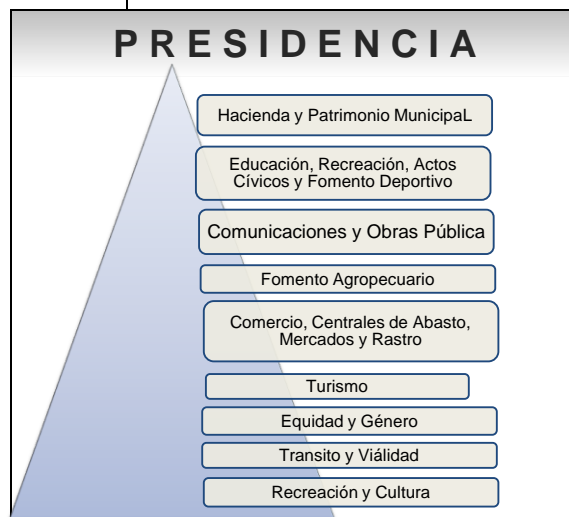 PRESIDENCIA
Hacienda y Patrimonio MunicipaL
Educación, Recreación, Actos
Cívicos y Fomento Deportivo
Comunicaciones y Obras Pública
Fomento Agropecuario
Comercio, Centrales de Abasto,
Mercados y Rastro
Turismo
Equidad y Género
Transito y Viálidad
Recreación y Cultura